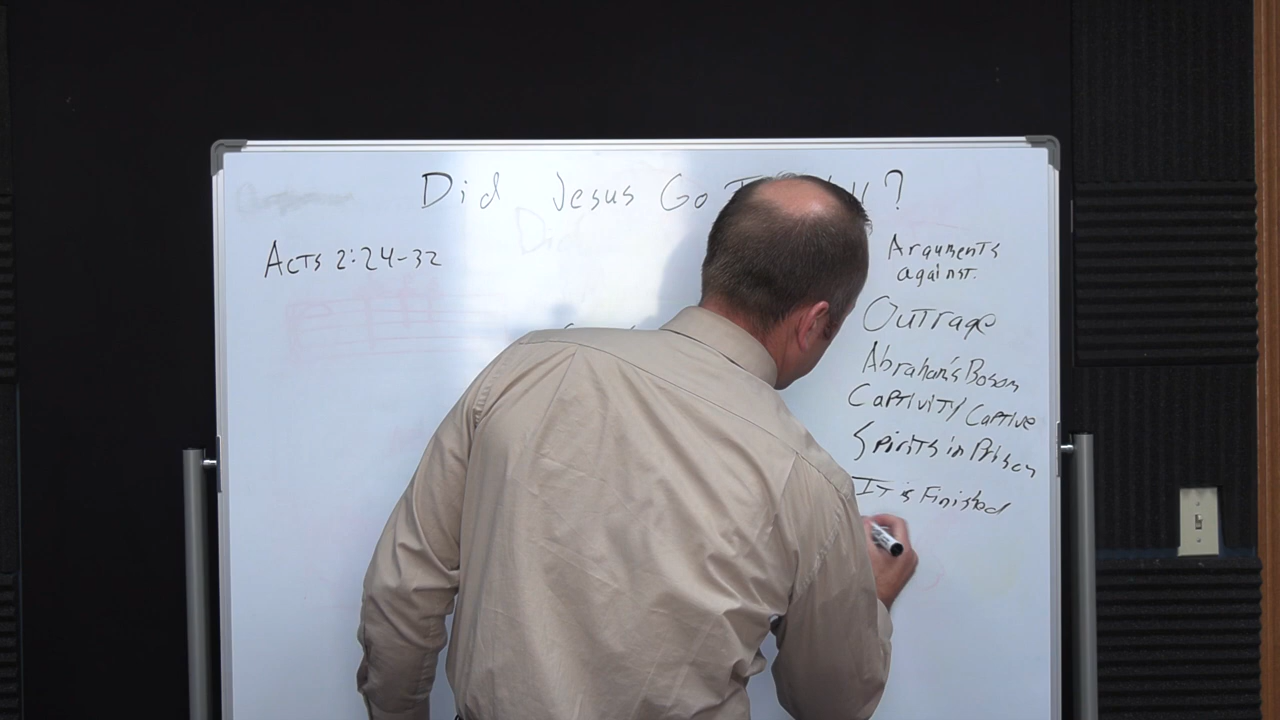 Did Jesus Go ?
Acts 2:24-32
Arguments
against.
Outrage
Abraham's Bosom
Captivity Captive
Spirits in Prison
It is Finished